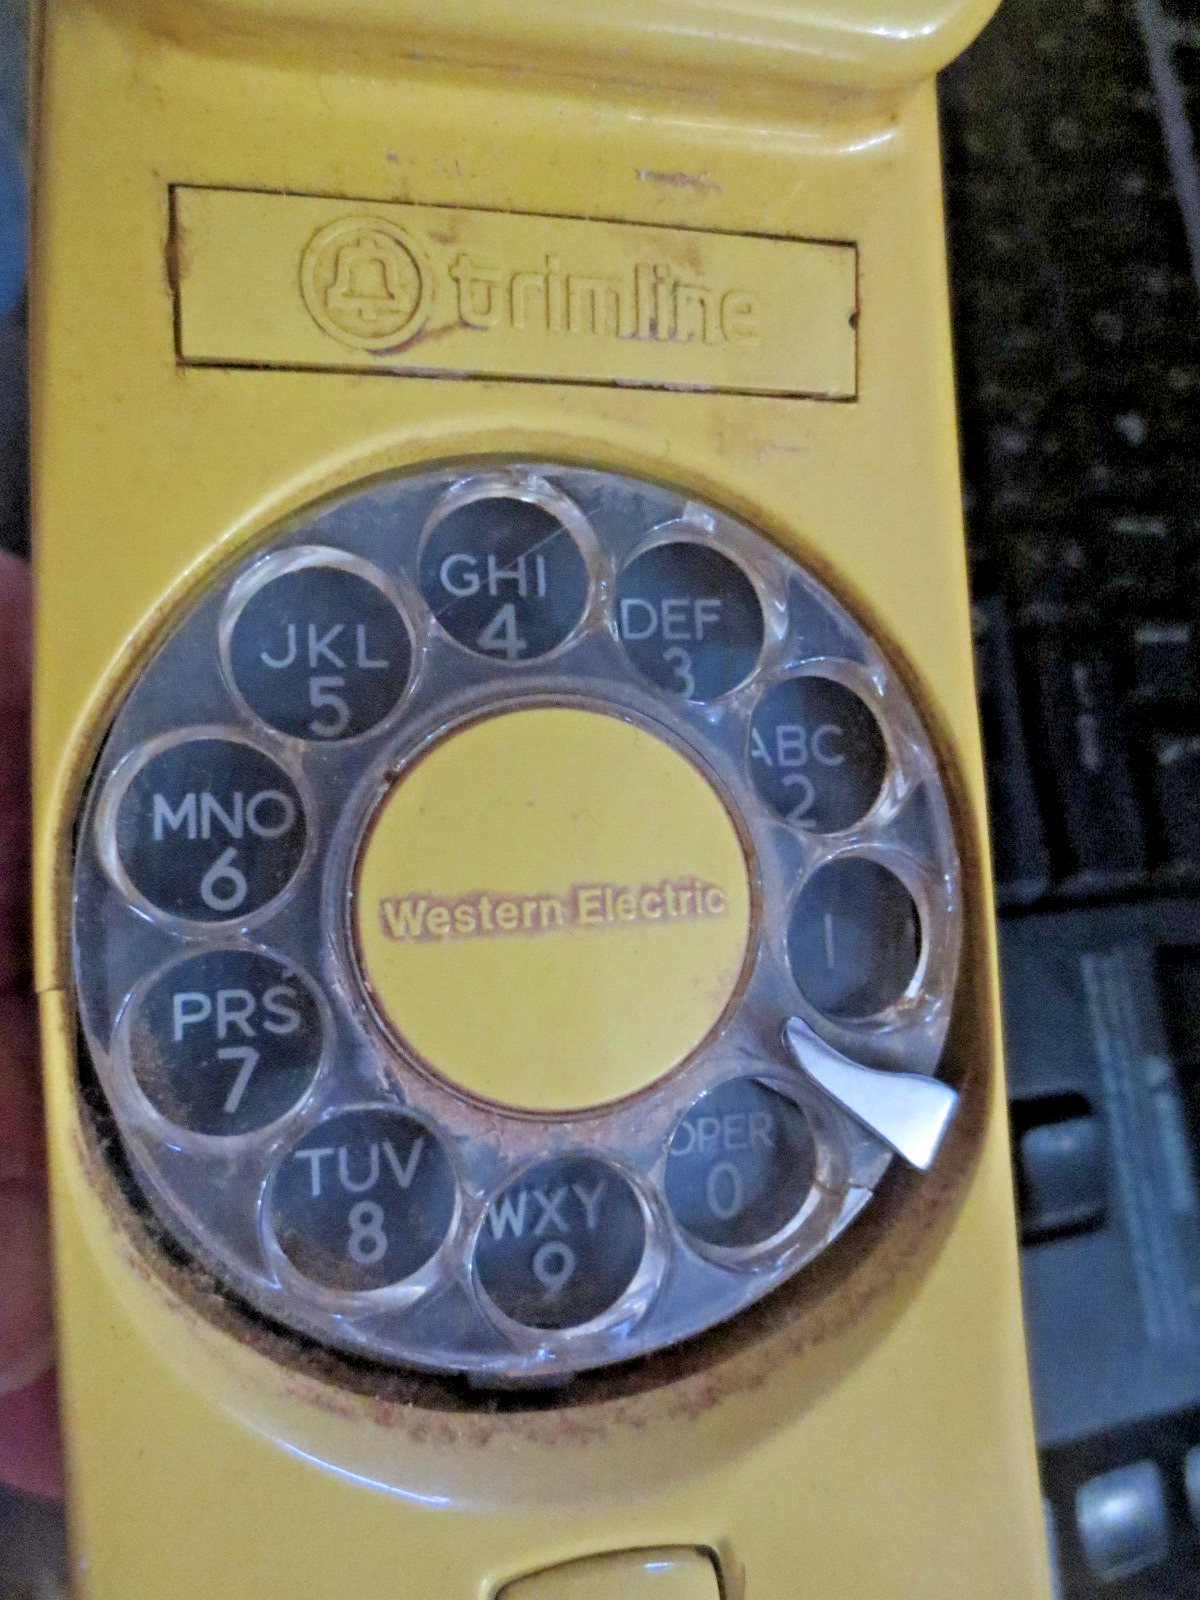 trimline
GHI
4
DEF
3
JKL
5
ABC
2
MNO
6
Western Electric
1
PRS
7
OPER
0
TUV
8
WXY
9